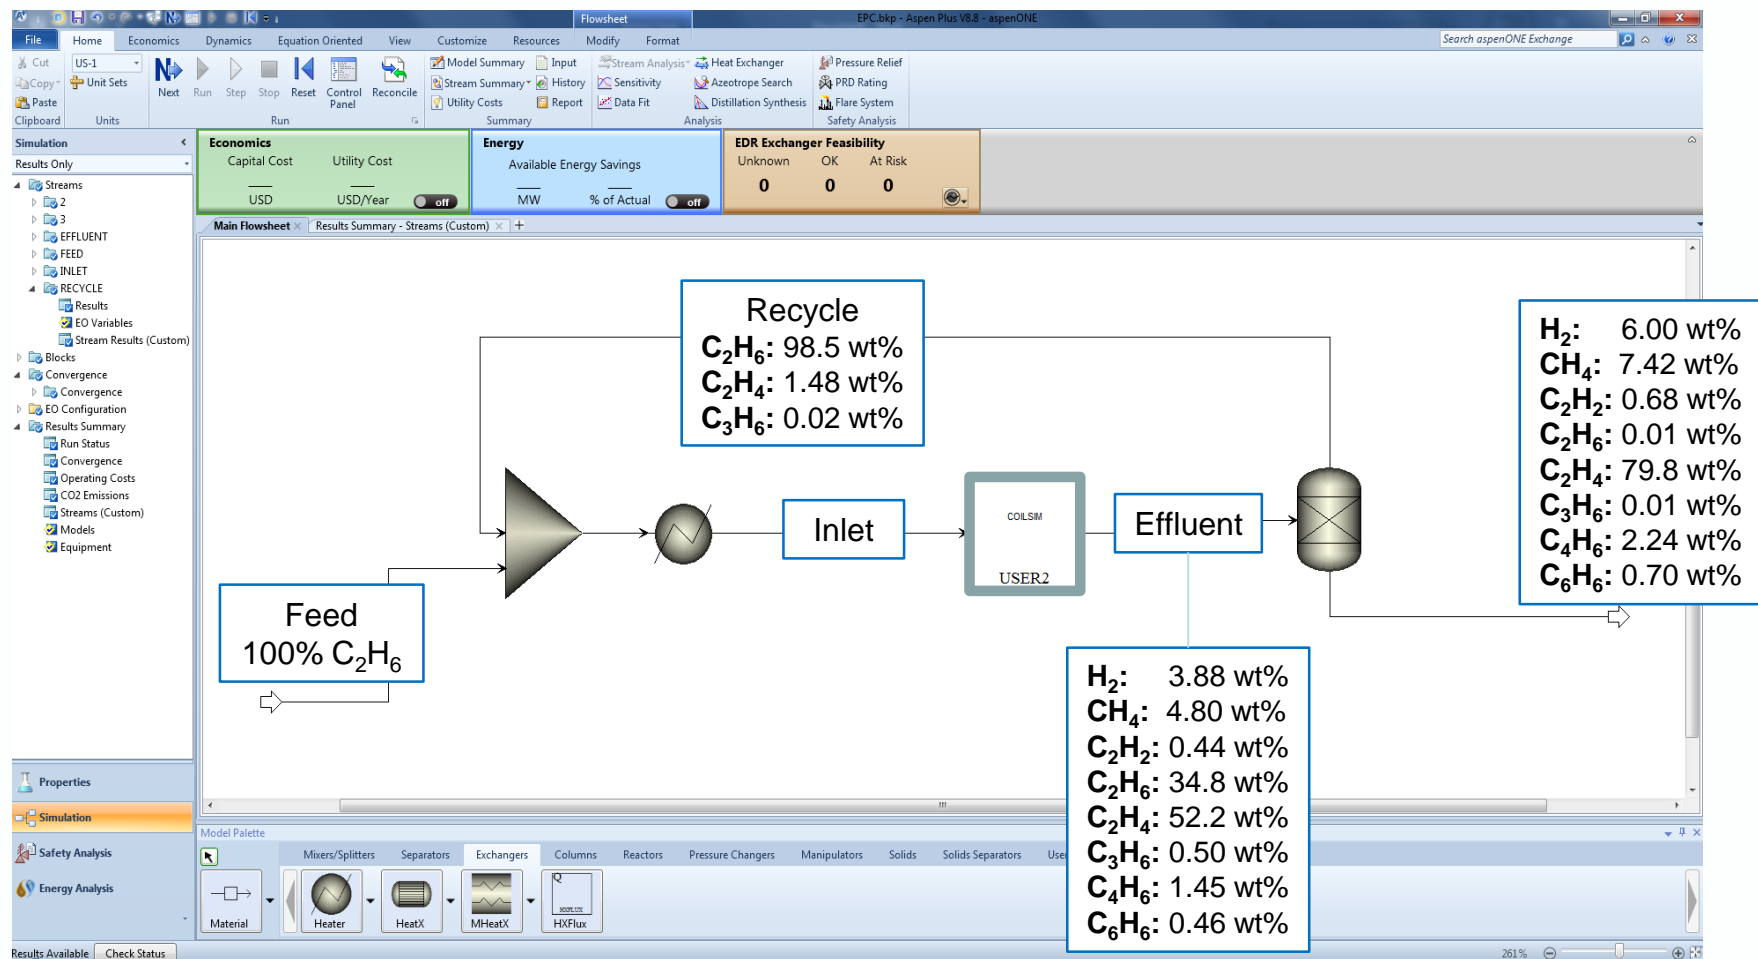 Flowsheet
EPC.bkp - Aspen Plus V8.8 - aspenONE
File Home Economics Dynamics Equation Oriented View Customize Resources Modify Format
Search aspenONE Exchange
Cut US-1
Copy Unit Sets
Paste
Next Run Step Stop Reset Control Panel Reconcile
Model Summary Input Stream Analysis Heat Exchanger Pressure Relief
Stream Summary History Sensitivity Azeotrope Search PRD Rating
Utility Costs Report Data Fit Distillation Synthesis Flare System
Clipboard Units Run Summary Analysis Safety Analysis
Simulation
Results Only
Streams
2
3
EFFLUENT
FEED
INLET
RECYCLE
Results
EO Variables
Stream Results (Custom)
Blocks
Convergence
Convergence
EO Configuration
Results Summary
Run Status
Convergence
Operating Costs
CO2 Emissions
Streams (Custom)
Models
Equipment
Properties
Simulation
Safety Analysis
Energy Analysis
Economics
Capital Cost Utility Cost
USD USD/Year off
Energy
Available Energy Savings
MW % of Actual off
EDR Exchanger Feasibility
Unknown OK At Risk
0 0 0
Main Flowsheet Results Summary - Streams (Custom)
Recycle
C₂H₆: 98.5 wt%
C₂H₄: 1.48 wt%
C₃H₆: 0.02 wt%
Feed
100% C₂H₆
Inlet
COILSIM
USER2
Effluent
H₂: 3.88 wt%
CH₄: 4.80 wt%
C₂H₂: 0.44 wt%
C₂H₆: 34.8 wt%
C₂H₄: 52.2 wt%
C₃H₆: 0.50 wt%
C₄H₆: 1.45 wt%
C₆H₆: 0.46 wt%
H₂: 6.00 wt%
CH₄: 7.42 wt%
C₂H₂: 0.68 wt%
C₂H₆: 0.01 wt%
C₂H₄: 79.8 wt%
C₃H₆: 0.01 wt%
C₄H₆: 2.24 wt%
C₆H₆: 0.70 wt%
Model Palette
Mixers/Splitters Separators Exchangers Columns Reactors Pressure Changers Manipulators Solids Solids Separators
Material Heater HeatX MHeatX HXFlux
Results Available Check Status
261%